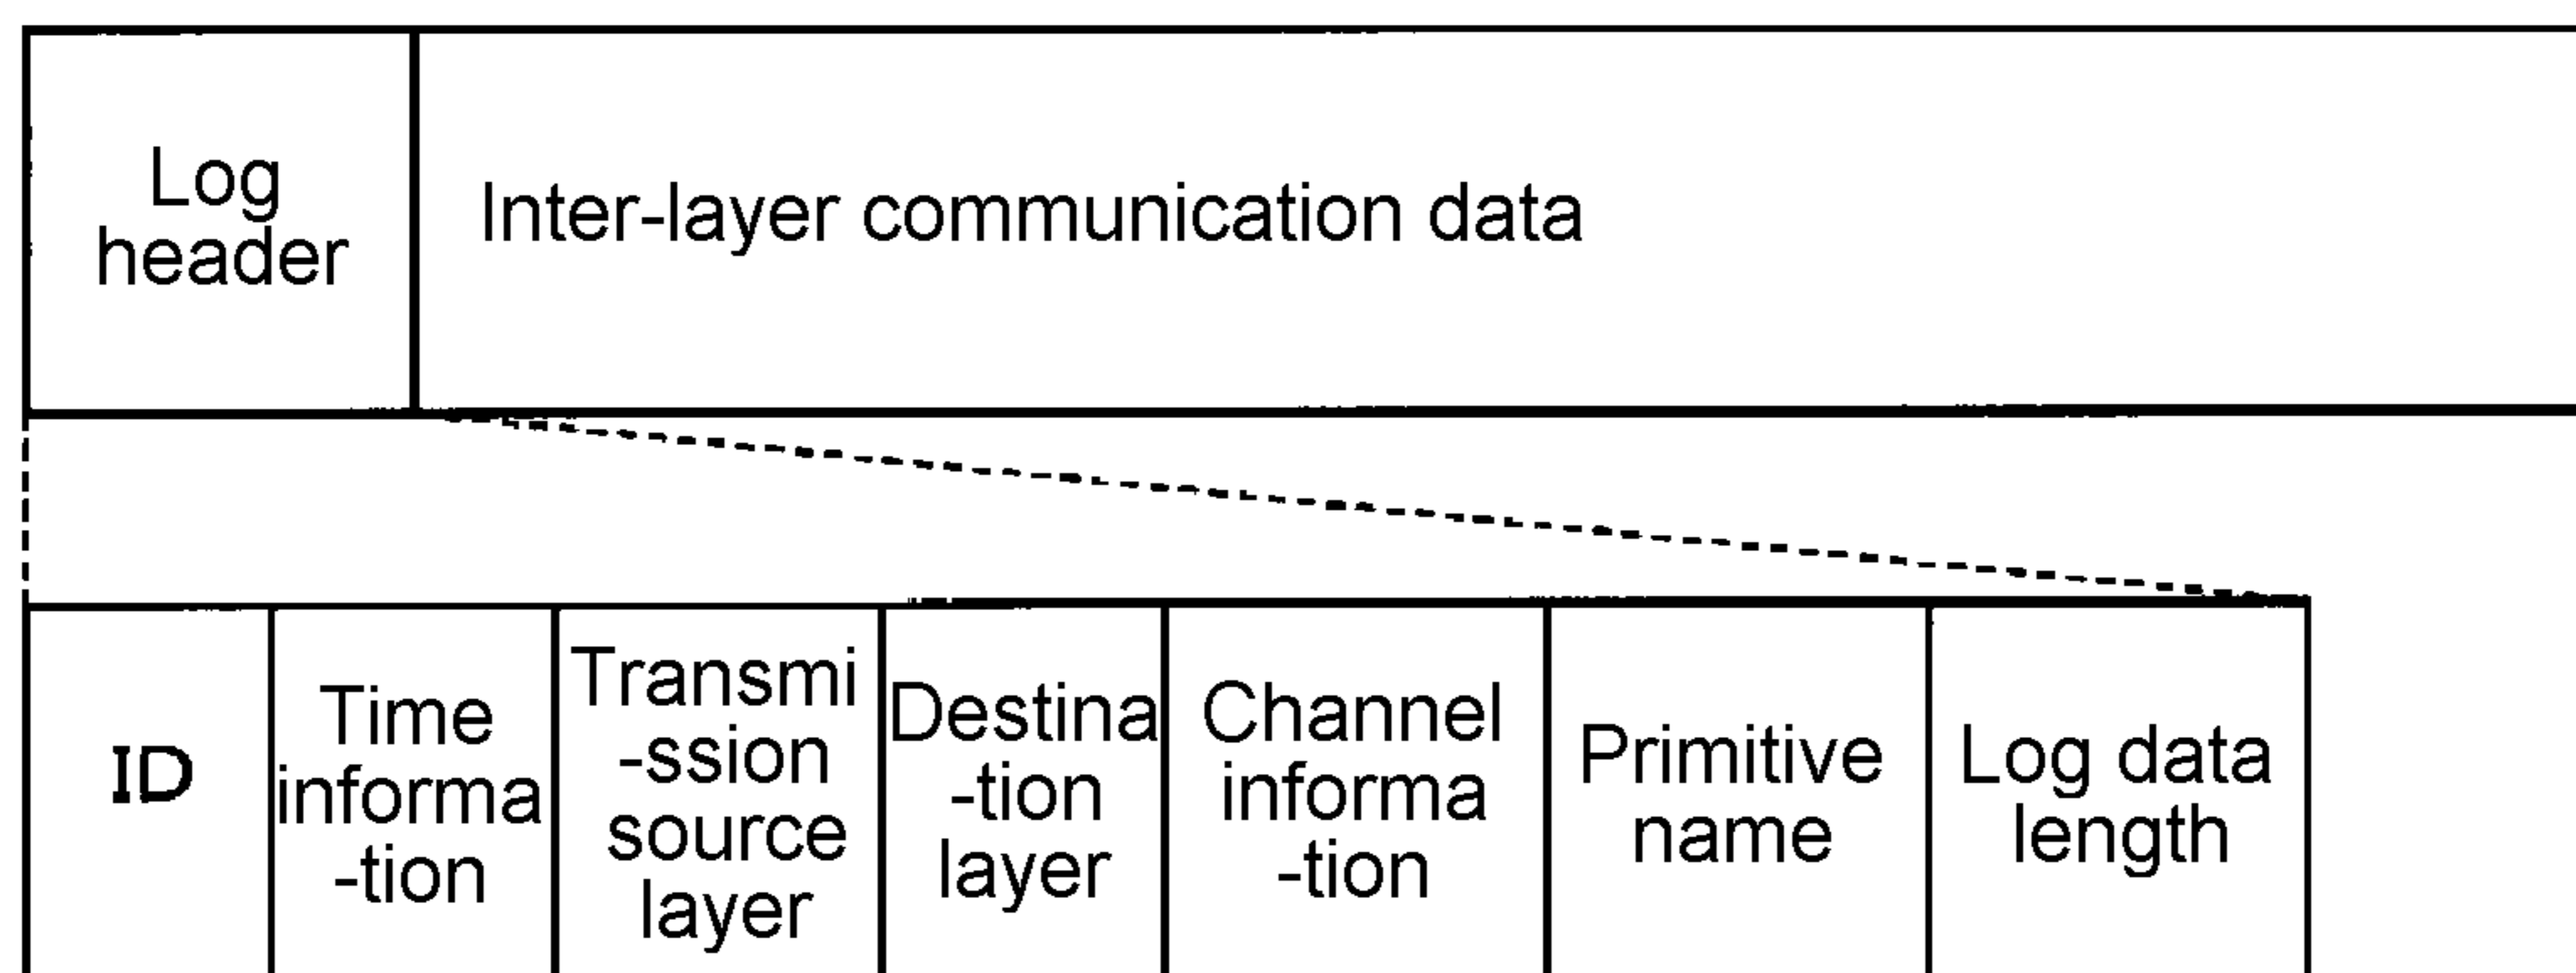 Log
header
Inter-layer communication data
ID
Time
informa
-tion
Transmi
-ssion
source
layer
Destina
-tion
layer
Channel
informa
-tion
Primitive
name
Log data
length